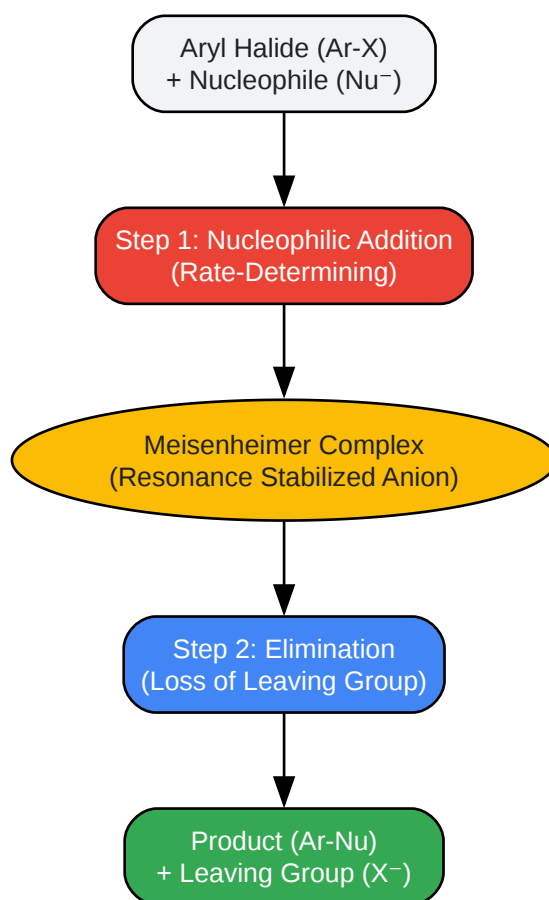 Aryl Halide (Ar-X)
+ Nucleophile (Nu⁻)
Step 1: Nucleophilic Addition
(Rate-Determining)
Meisenheimer Complex
(Resonance Stabilized Anion)
Step 2: Elimination
(Loss of Leaving Group)
Product (Ar-Nu)
+ Leaving Group (X⁻)